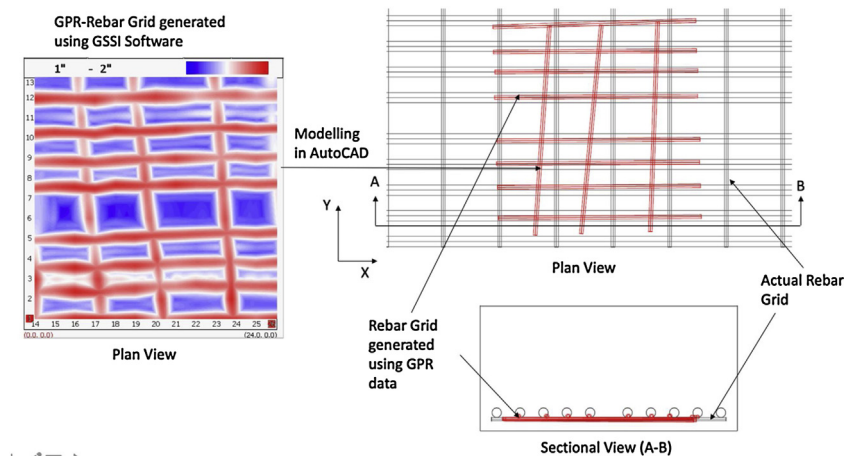 GPR-Rebar Grid generated
using GSSI Software
1" - 2"
13
12
11
10
9
8
7
6
5
4
3
2
14 15 16 17 18 19 20 21 22 23 24 25
(0.0, 0.0) (24.0, 0.0)
Plan View
Modelling
in AutoCAD
A
B
Y
X
Plan View
Actual Rebar
Grid
Rebar Grid
generated
using GPR
data
Sectional View (A-B)